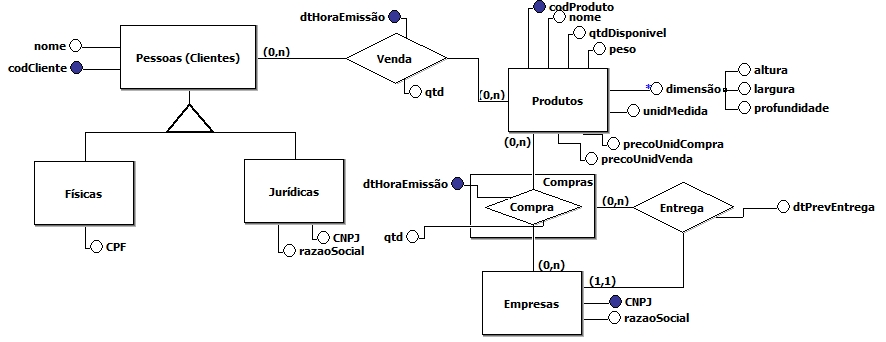 codProduto
dtHoraEmissão
nome
qtdDisponivel
nome
peso
Pessoas (Clientes)
(0,n)
Venda
codCliente
altura
qtd
(0,n)
Produtos
* dimensão
largura
unidMedida
profundidade
(0,n)
precoUnidCompra
precoUnidVenda
dtHoraEmissão
Compras
Físicas
Jurídicas
Compra
(0,n)
Entrega
dtPrevEntrega
CPF
CNPJ
razaoSocial
qtd
(0,n)
(1,1)
Empresas
CNPJ
razaoSocial